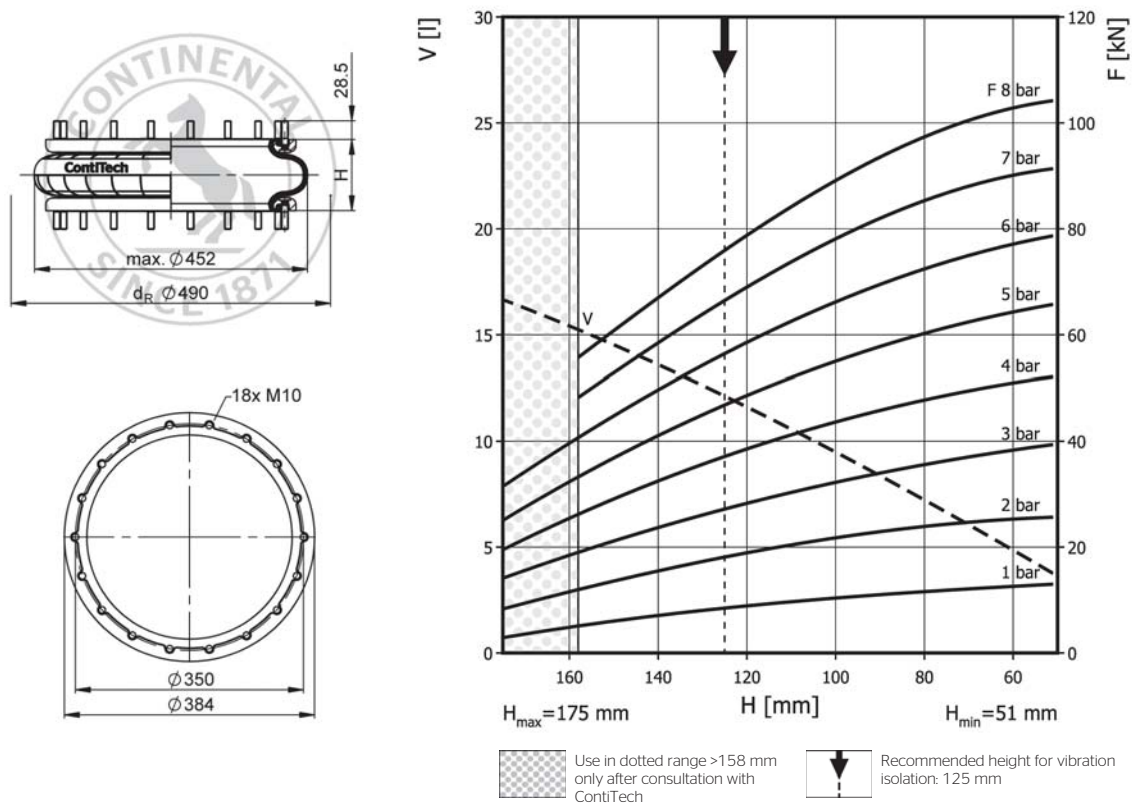 CONTINENTAL
SINCE 1871
ContiTech
28.5
H
max. Ø452
d_R Ø490
18x M10
Ø350
Ø384
V [l]
30
25
20
15
10
5
0
F [kN]
120
100
80
60
40
20
0
F 8 bar
7 bar
6 bar
5 bar
4 bar
3 bar
2 bar
1 bar
V
160 140 120 100 80 60
H_max=175 mm H [mm] H_min=51 mm
Use in dotted range >158 mm
only after consultation with
ContiTech
Recommended height for vibration
isolation: 125 mm